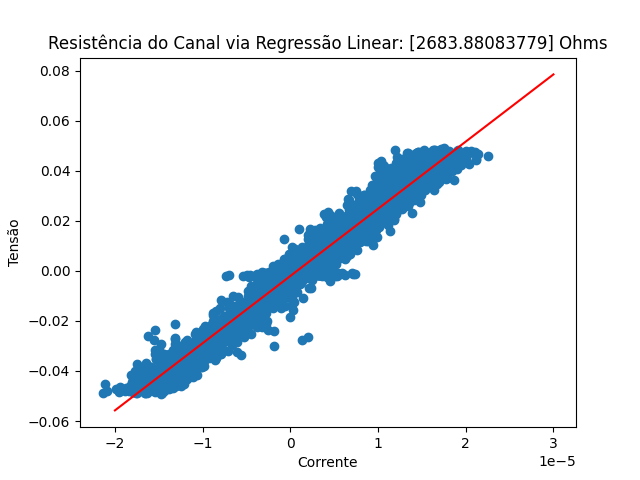 Resistência do Canal via Regressão Linear: [2683.88083779] Ohms
0.08
0.06
0.04
0.02
0.00
−0.02
−0.04
−0.06
Tensão
−2 −1 0 1 2 3
1e−5
Corrente